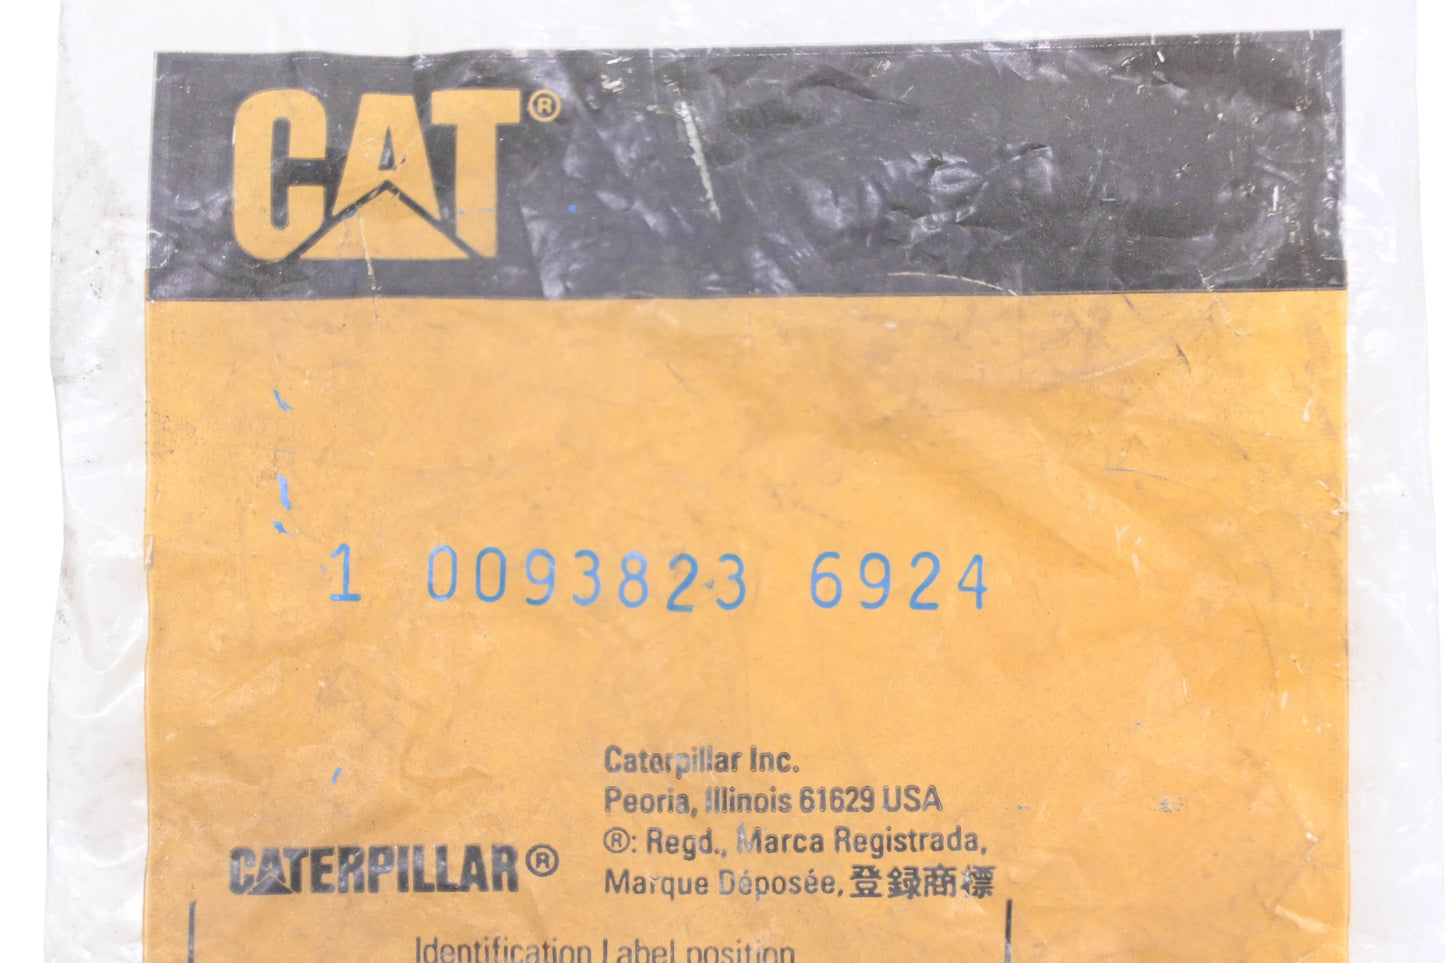 CAT®
1 0093823 6924
Caterpillar Inc.
Peoria, Illinois 61629 USA
®: Regd., Marca Registrada,
Marque Déposée, 登録商標
CATERPILLAR®
Identification Label position